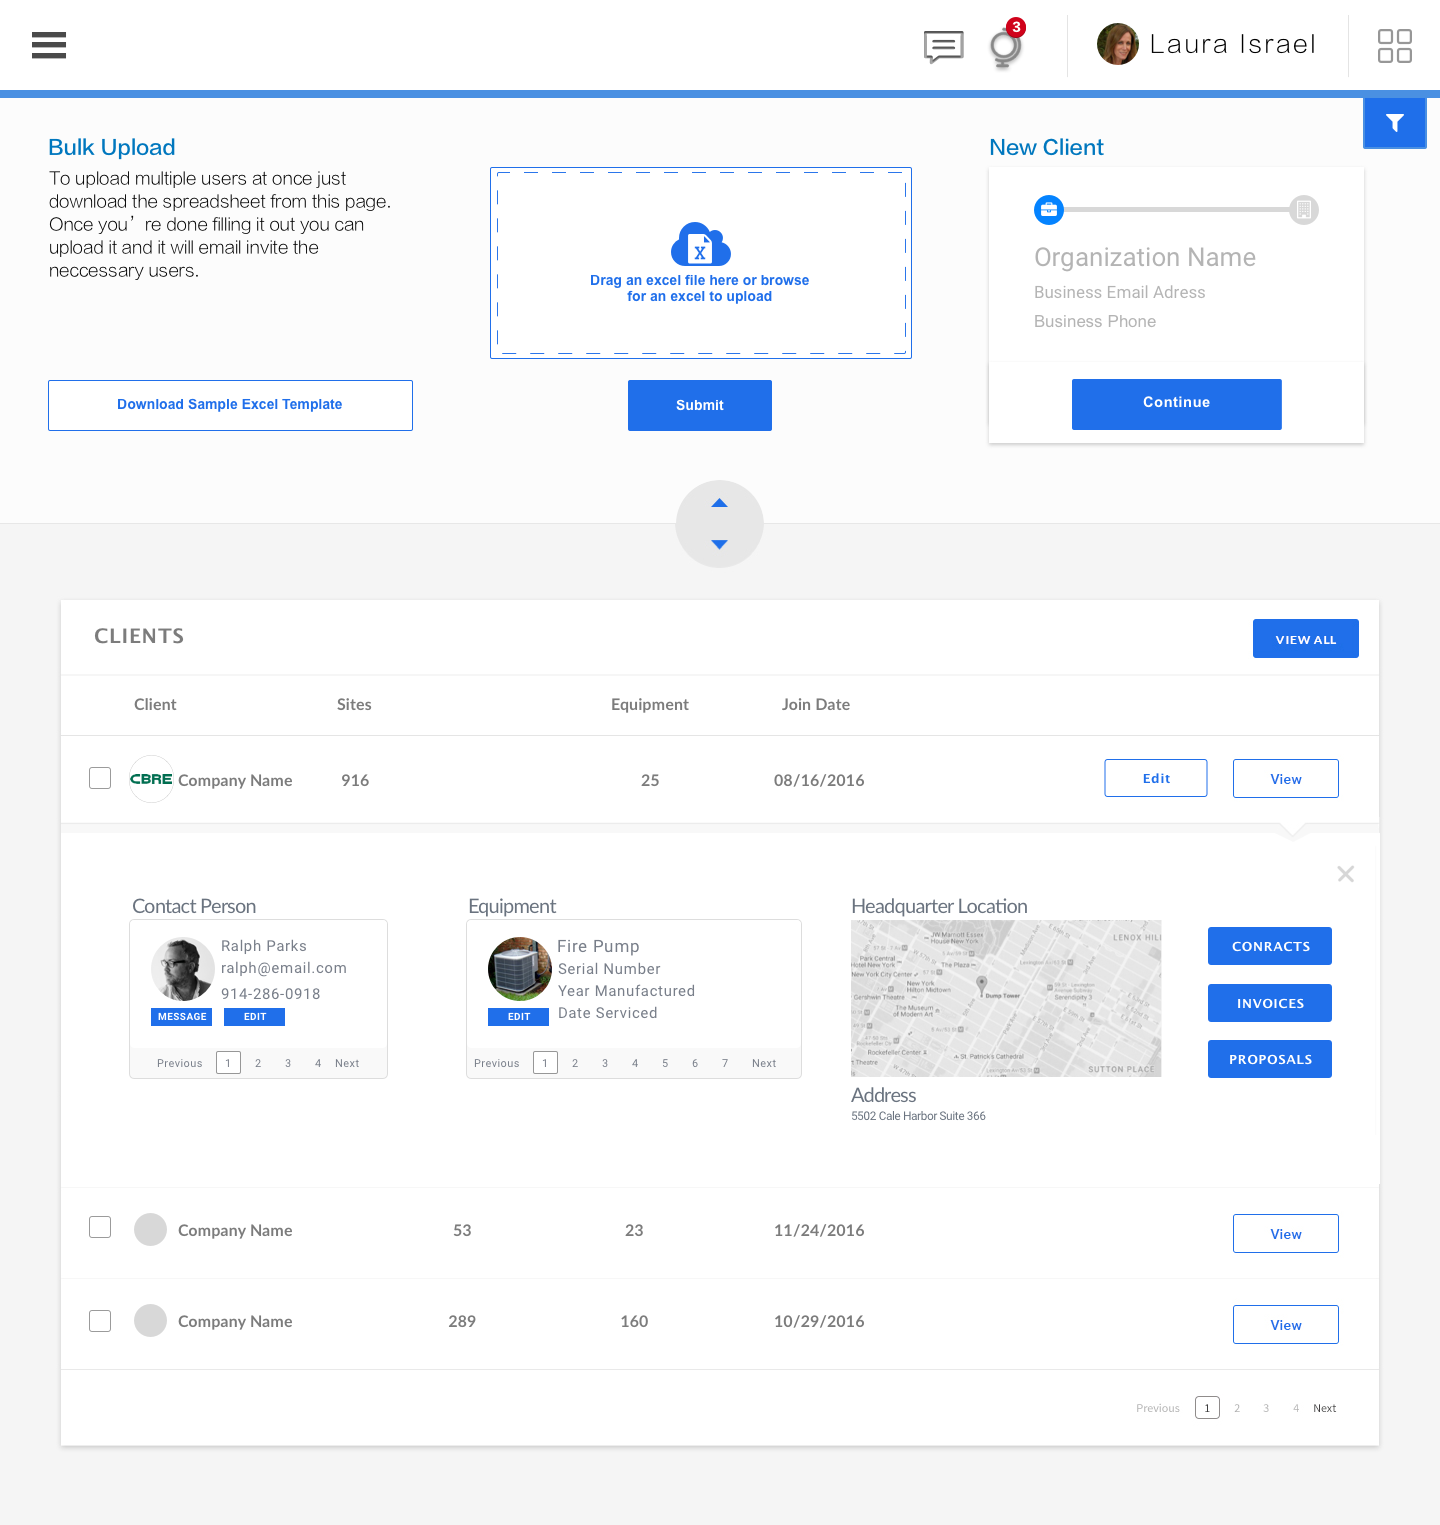 3
Laura Israel
Bulk Upload
To upload multiple users at once just
download the spreadsheet from this page.
Once you’re done filling it out you can
upload it and it will email invite the
neccessary users.
Download Sample Excel Template
X
Drag an excel file here or browse
for an excel to upload
Submit
New Client
Organization Name
Business Email Adress
Business Phone
Continue
CLIENTS
VIEW ALL
Client Sites Equipment Join Date
CBRE Company Name 916 25 08/16/2016 Edit View
Contact Person
Ralph Parks
ralph@email.com
914-286-0918
MESSAGE EDIT
Previous 1 2 3 4 Next
Equipment
Fire Pump
Serial Number
Year Manufactured
Date Serviced
EDIT
Previous 1 2 3 4 5 6 7 Next
Headquarter Location
JW Marriott Essex
House New York
LENOX HILL
Park Central
Hotel New York
The Plaza
New York City Center
New York
Hilton Midtown
Gershwin Theatre
Dump Tower
Serendipity 3
The Museum
of Modern Art
Rockefeller Center
St. Patrick's Cathedral
Theatre
SUTTON PLACE
Address
5502 Cale Harbor Suite 366
CONRACTS
INVOICES
PROPOSALS
Company Name 53 23 11/24/2016 View
Company Name 289 160 10/29/2016 View
Previous 1 2 3 4 Next